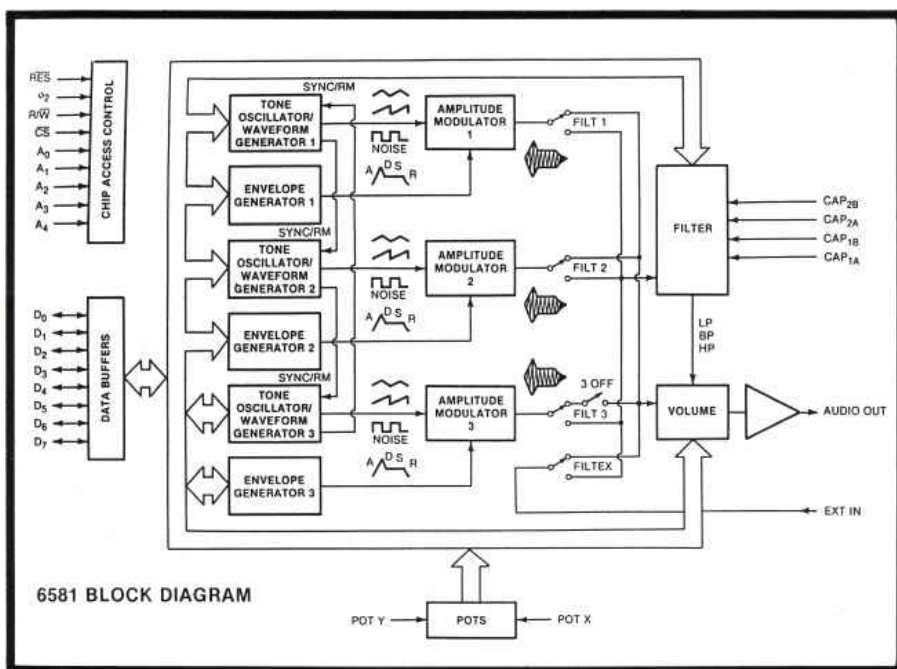 RES
φ2
R/W
CS
A0
A1
A2
A3
A4
CHIP ACCESS CONTROL
D0
D1
D2
D3
D4
D5
D6
D7
DATA BUFFERS
SYNC/RM
TONE
OSCILLATOR/
WAVEFORM
GENERATOR 1
NOISE
A D S R
AMPLITUDE
MODULATOR
1
FILT 1
ENVELOPE
GENERATOR 1
SYNC/RM
TONE
OSCILLATOR/
WAVEFORM
GENERATOR 2
NOISE
A D S R
AMPLITUDE
MODULATOR
2
FILT 2
ENVELOPE
GENERATOR 2
SYNC/RM
TONE
OSCILLATOR/
WAVEFORM
GENERATOR 3
NOISE
A D S R
AMPLITUDE
MODULATOR
3
3 OFF
FILT 3
ENVELOPE
GENERATOR 3
FILTEX
FILTER
CAP2B
CAP2A
CAP1B
CAP1A
LP
BP
HP
VOLUME
AUDIO OUT
EXT IN
6581 BLOCK DIAGRAM
POT Y
POTS
POT X